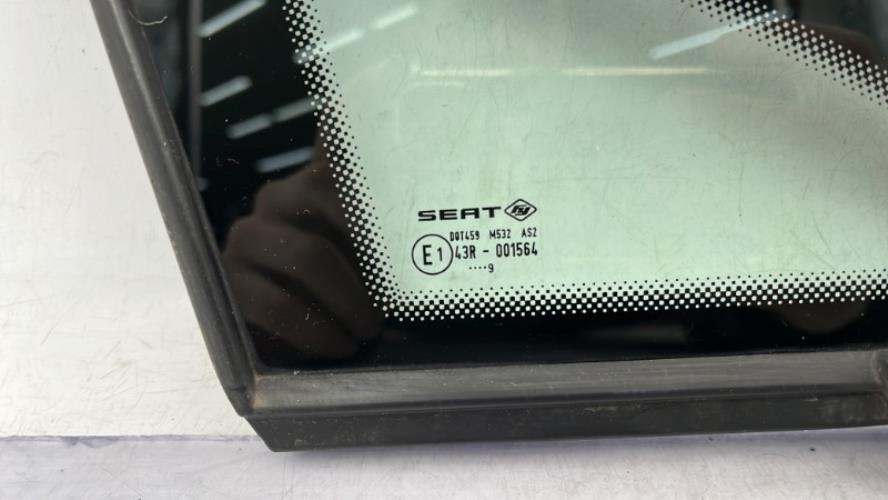 SEAT
DOT459 M532 AS2
E1 43R - 001564
....9